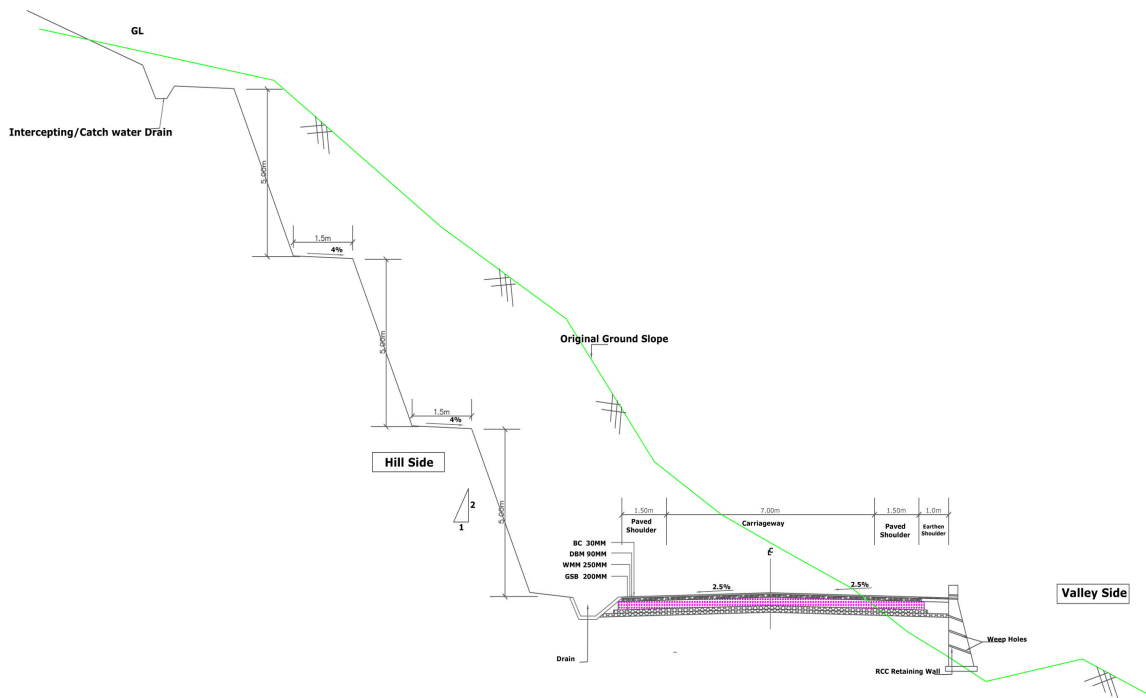 GL
Intercepting/Catch water Drain
5.00m
1.5m
4%
5.00m
Original Ground Slope
1.5m
4%
Hill Side
2
1
5.00m
1.50m 7.00m 1.50m 1.0m
Paved
Shoulder
Carriageway
Paved
Shoulder
Earthen
Shoulder
BC 30MM
DBM 90MM
WMM 250MM
GSB 200MM
2.5%
2.5%
Valley Side
Weep Holes
Drain
RCC Retaining Wall